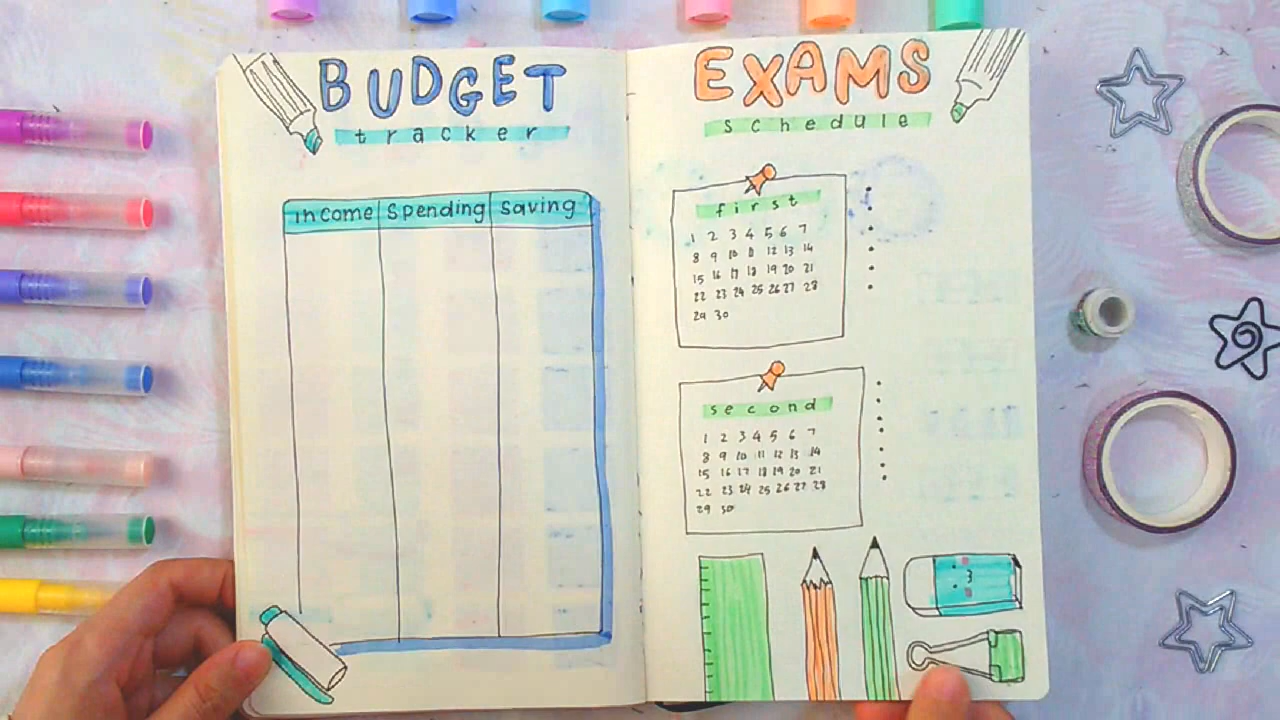 BUDGET
tracker
income spending saving
EXAMS
schedule
first
1 2 3 4 5 6 7
8 9 10 11 12 13 14
15 16 17 18 19 20 21
22 23 24 25 26 27 28
29 30
second
1 2 3 4 5 6 7
8 9 10 11 12 13 14
15 16 17 18 19 20 21
22 23 24 25 26 27 28
29 30